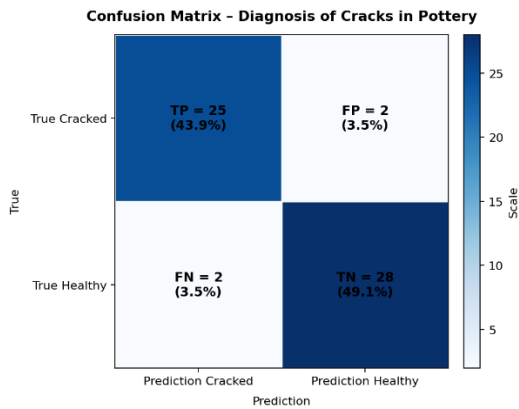 Confusion Matrix – Diagnosis of Cracks in Pottery
True Cracked
TP = 25
(43.9%)
FP = 2
(3.5%)
True
True Healthy
FN = 2
(3.5%)
TN = 28
(49.1%)
Prediction Cracked
Prediction Healthy
Prediction
25
20
15
10
5
Scale